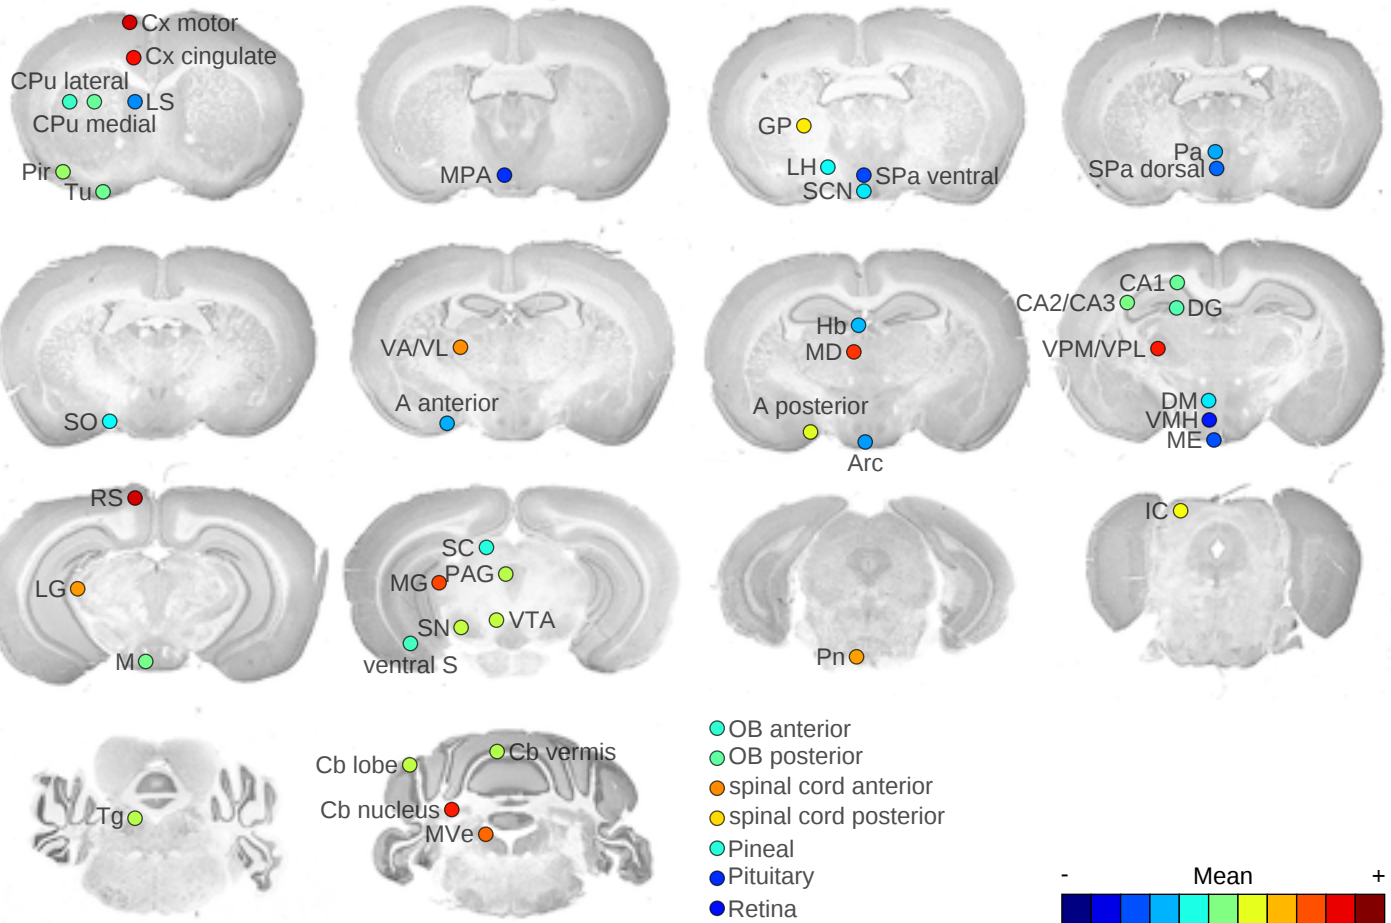 Cx motor
Cx cingulate
CPu lateral
LS
CPu medial
Pir
Tu
MPA
GP
LH
SPa ventral
SCN
Pa
SPa dorsal
SO
VA/VL
A anterior
Hb
MD
A posterior
Arc
CA1
CA2/CA3
DG
VPM/VPL
DM
VMH
ME
RS
LG
M
SC
MG
PAG
SN
VTA
ventral S
Pn
IC
Tg
Cb lobe
Cb vermis
Cb nucleus
MVe
OB anterior
OB posterior
spinal cord anterior
spinal cord posterior
Pineal
Pituitary
Retina
- Mean +